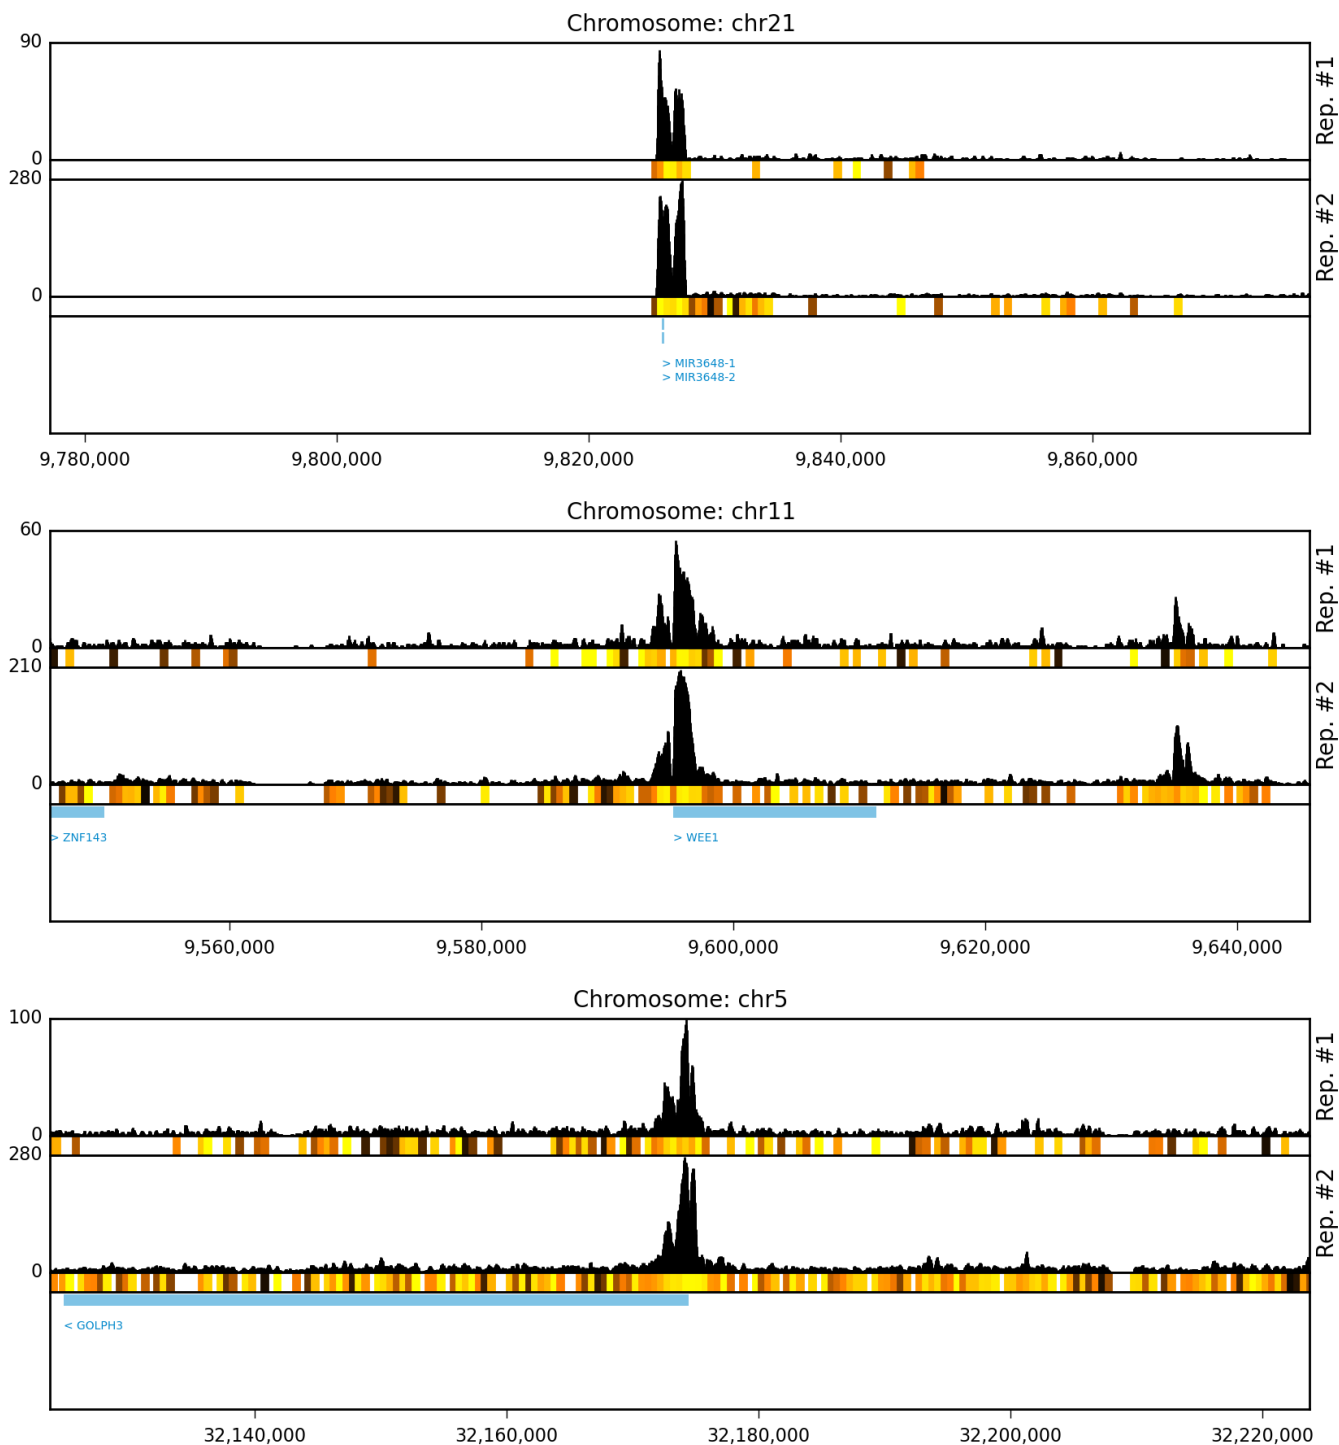 Chromosome: chr21
90
0
Rep. #1
280
0
Rep. #2
> MIR3648-1
> MIR3648-2
9,780,000 9,800,000 9,820,000 9,840,000 9,860,000
Chromosome: chr11
60
0
Rep. #1
210
0
Rep. #2
> ZNF143 > WEE1
9,560,000 9,580,000 9,600,000 9,620,000 9,640,000
Chromosome: chr5
100
0
Rep. #1
280
0
Rep. #2
< GOLPH3
32,140,000 32,160,000 32,180,000 32,200,000 32,220,000